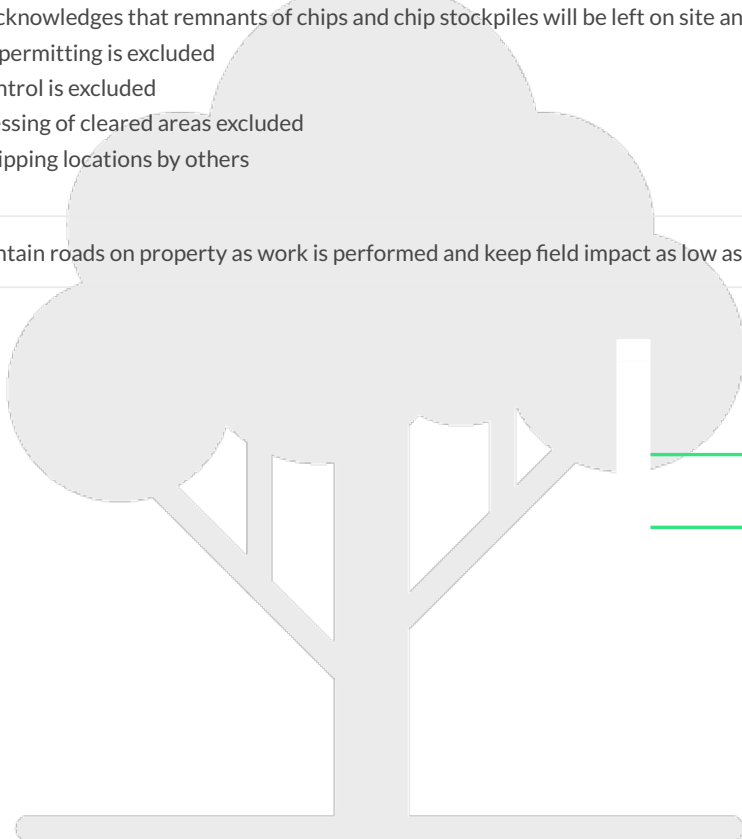 cknowledges that remnants of chips and chip stockpiles will be left on site an
permitting is excluded
ntrol is excluded
essing of cleared areas excluded
ipping locations by others
ntain roads on property as work is performed and keep field impact as low as